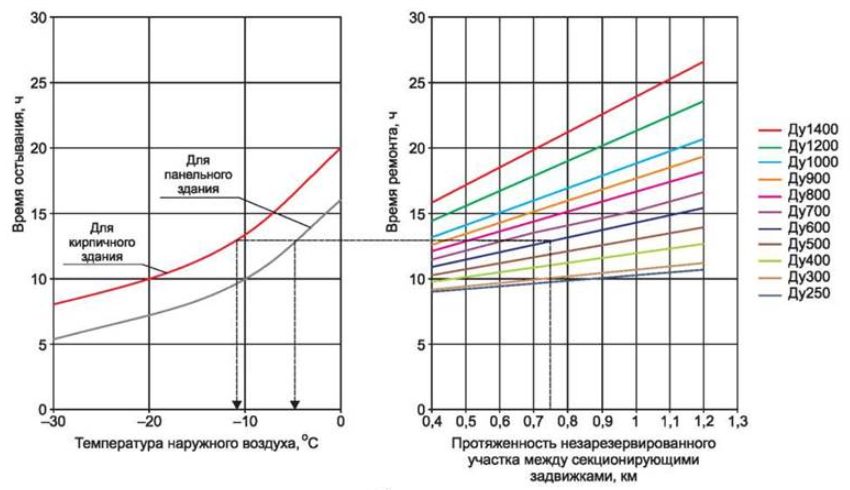 Время остывания, ч
30
25
20
15
10
5
0
Для
панельного
здания
Для
кирпичного
здания
–30
–20
–10
0
Температура наружного воздуха, °С
Время ремонта, ч
30
25
20
15
10
5
0
0,4
0,5
0,6
0,7
0,8
0,9
1
1,1
1,2
1,3
Протяженность незарезервированного
участка между секционирующими
задвижками, км
Ду1400
Ду1200
Ду1000
Ду900
Ду800
Ду700
Ду600
Ду500
Ду400
Ду300
Ду250